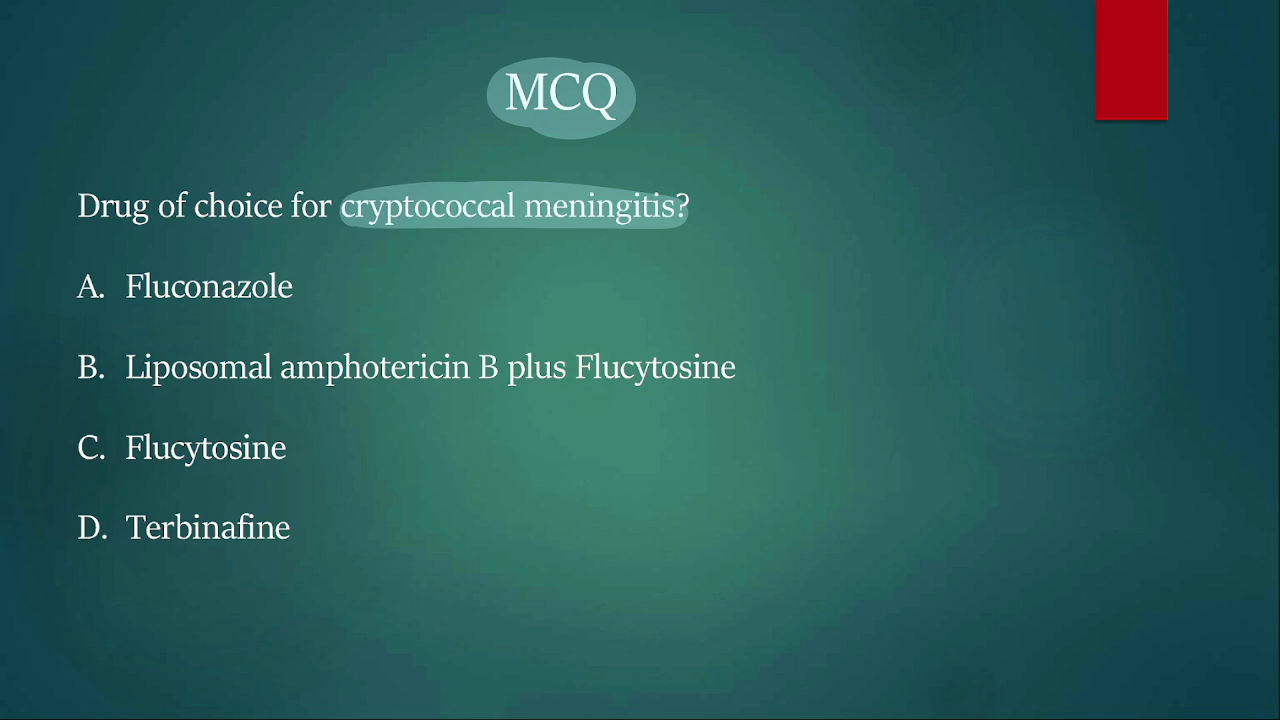 MCQ
Drug of choice for cryptococcal meningitis?
A. Fluconazole
B. Liposomal amphotericin B plus Flucytosine
C. Flucytosine
D. Terbinafine